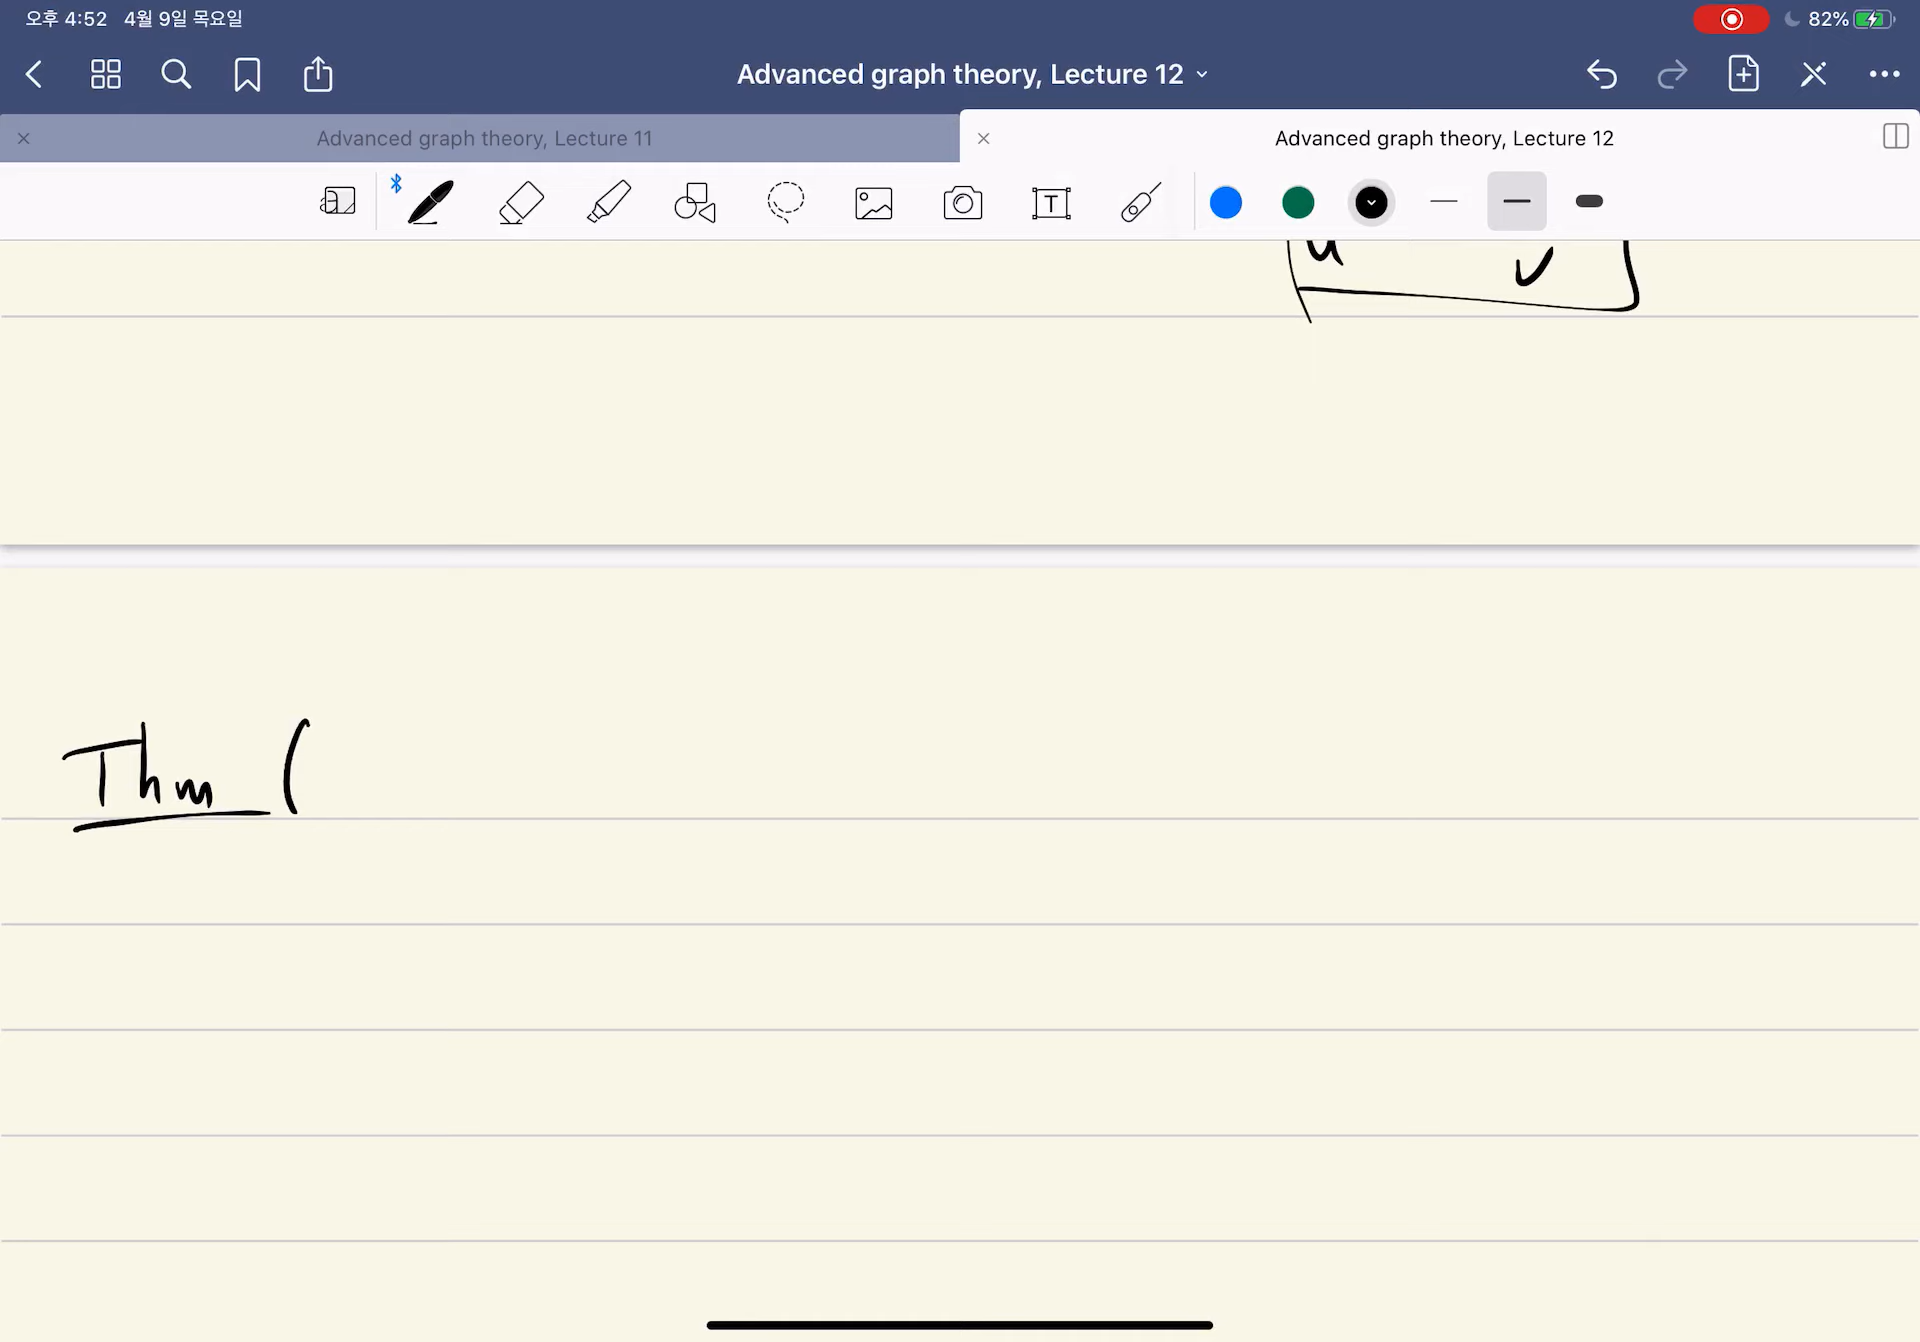 오후 4:52 4월 9일 목요일 82%
Advanced graph theory, Lecture 12
Advanced graph theory, Lecture 11 Advanced graph theory, Lecture 12
T
u v
Thm (